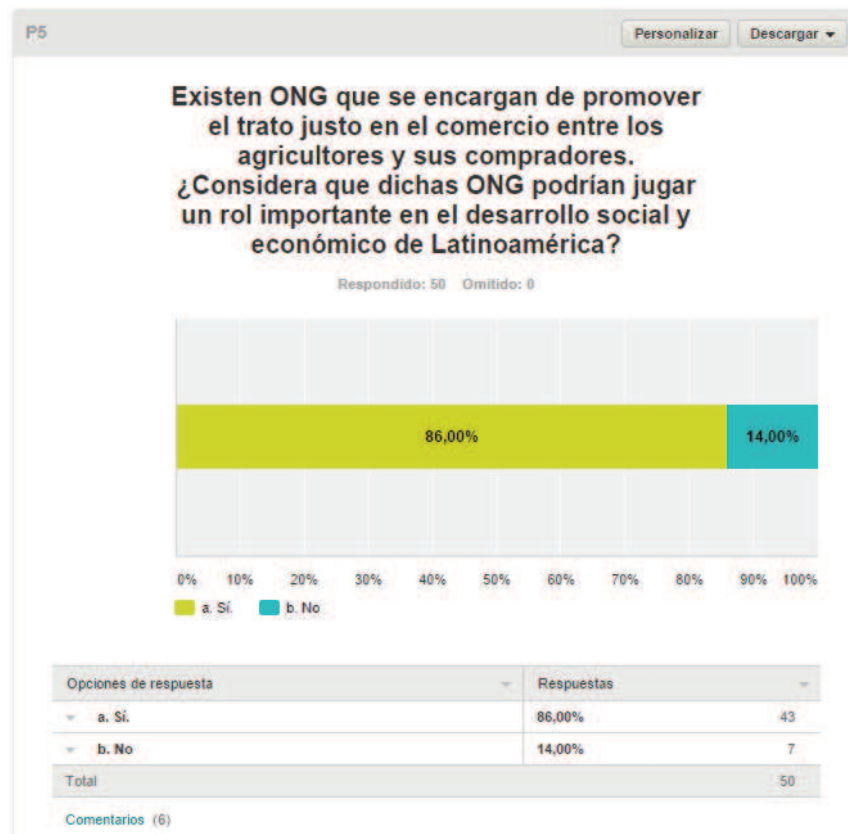 P5
Personalizar Descargar
Existen ONG que se encargan de promover
el trato justo en el comercio entre los
agricultores y sus compradores.
¿Considera que dichas ONG podrían jugar
un rol importante en el desarrollo social y
económico de Latinoamérica?
Respondido: 50 Omitido: 0
86,00% 14,00%
0% 10% 20% 30% 40% 50% 60% 70% 80% 90% 100%
a. Sí. b. No
Opciones de respuesta Respuestas
a. Sí. 86,00% 43
b. No 14,00% 7
Total 50
Comentarios (6)